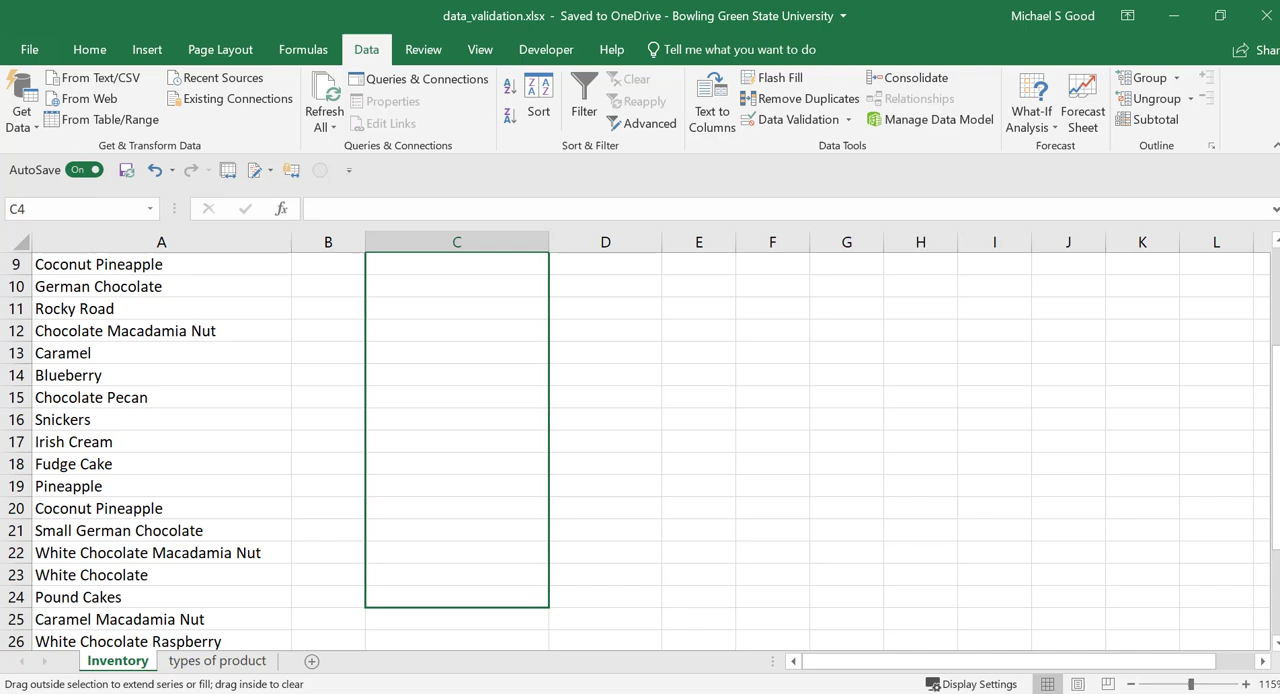 data_validation.xlsx - Saved to OneDrive - Bowling Green State University
Michael S Good
File Home Insert Page Layout Formulas Data Review View Developer Help Tell me what you want to do
Get Data
From Text/CSV
From Web
From Table/Range
Recent Sources
Existing Connections
Get & Transform Data
Refresh All
Queries & Connections
Properties
Edit Links
Queries & Connections
Sort
Filter
Clear
Reapply
Advanced
Sort & Filter
Text to Columns
Flash Fill
Remove Duplicates
Data Validation
Consolidate
Relationships
Manage Data Model
Data Tools
What-If Analysis
Forecast Sheet
Forecast
Group
Ungroup
Subtotal
Outline
AutoSave On
C4
fx
A B C D E F G H I J K L
9 Coconut Pineapple
10 German Chocolate
11 Rocky Road
12 Chocolate Macadamia Nut
13 Caramel
14 Blueberry
15 Chocolate Pecan
16 Snickers
17 Irish Cream
18 Fudge Cake
19 Pineapple
20 Coconut Pineapple
21 Small German Chocolate
22 White Chocolate Macadamia Nut
23 White Chocolate
24 Pound Cakes
25 Caramel Macadamia Nut
26 White Chocolate Raspberry
Inventory types of product
Drag outside selection to extend series or fill; drag inside to clear
Display Settings